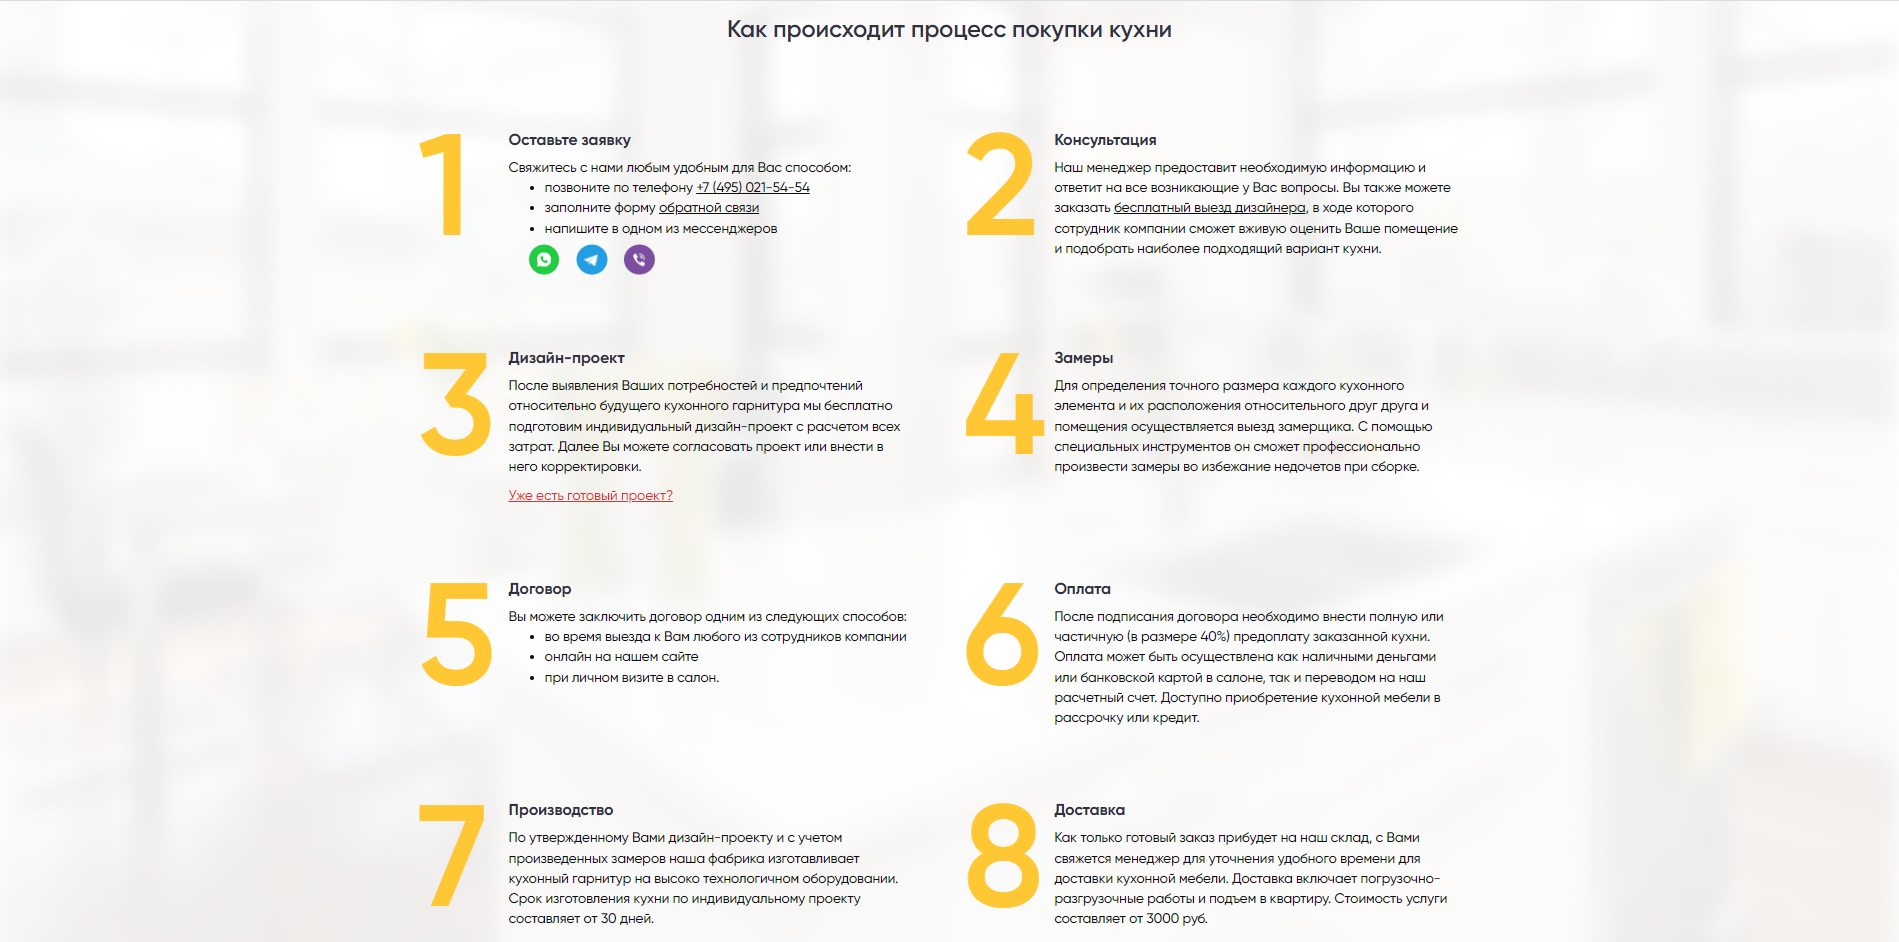 Как происходит процесс покупки кухни
1
Оставьте заявку
Свяжитесь с нами любым удобным для Вас способом:
• позвоните по телефону +7 (495) 021-54-54
• заполните форму обратной связи
• напишите в одном из мессенджеров
2
Консультация
Наш менеджер предоставит необходимую информацию и
ответит на все возникающие у Вас вопросы. Вы также можете
заказать бесплатный выезд дизайнера, в ходе которого
сотрудник компании сможет вживую оценить Ваше помещение
и подобрать наиболее подходящий вариант кухни.
3
Дизайн-проект
После выявления Ваших потребностей и предпочтений
относительно будущего кухонного гарнитура мы бесплатно
подготовим индивидуальный дизайн-проект с расчетом всех
затрат. Далее Вы можете согласовать проект или внести в
него корректировки.
Уже есть готовый проект?
4
Замеры
Для определения точного размера каждого кухонного
элемента и их расположения относительного друг друга и
помещения осуществляется выезд замерщика. С помощью
специальных инструментов он сможет профессионально
произвести замеры во избежание недочетов при сборке.
5
Договор
Вы можете заключить договор одним из следующих способов:
• во время выезда к Вам любого из сотрудников компании
• онлайн на нашем сайте
• при личном визите в салон.
6
Оплата
После подписания договора необходимо внести полную или
частичную (в размере 40%) предоплату заказанной кухни.
Оплата может быть осуществлена как наличными деньгами
или банковской картой в салоне, так и переводом на наш
расчетный счет. Доступно приобретение кухонной мебели в
рассрочку или кредит.
7
Производство
По утвержденному Вами дизайн-проекту и с учетом
произведенных замеров наша фабрика изготавливает
кухонный гарнитур на высоко технологичном оборудовании.
Срок изготовления кухни по индивидуальному проекту
составляет от 30 дней.
8
Доставка
Как только готовый заказ прибудет на наш склад, с Вами
свяжется менеджер для уточнения удобного времени для
доставки кухонной мебели. Доставка включает погрузочно-
разгрузочные работы и подъем в квартиру. Стоимость услуги
составляет от 3000 руб.